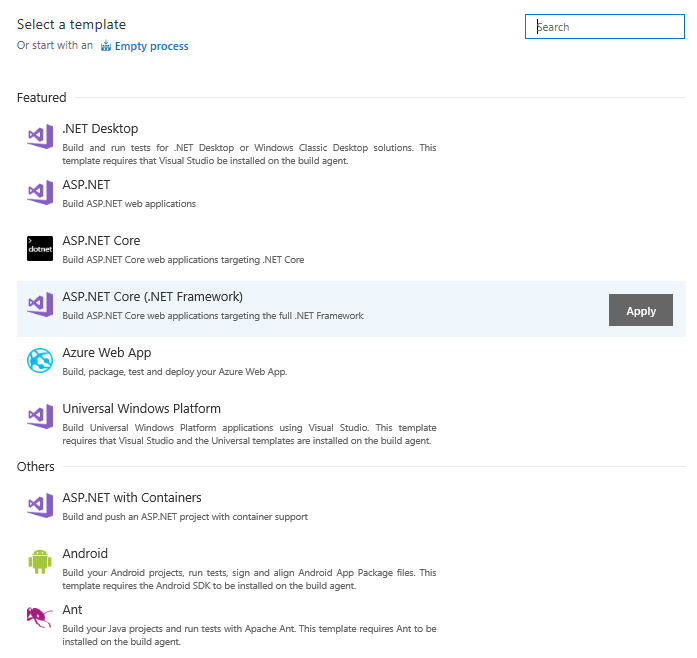 Select a template
Search
Or start with an Empty process
Featured
.NET Desktop
Build and run tests for .NET Desktop or Windows Classic Desktop solutions. This
template requires that Visual Studio be installed on the build agent.
ASP.NET
Build ASP.NET web applications
dotnet
ASP.NET Core
Build ASP.NET Core web applications targeting .NET Core
ASP.NET Core (.NET Framework)
Build ASP.NET Core web applications targeting the full .NET Framework
Apply
Azure Web App
Build, package, test and deploy your Azure Web App.
Universal Windows Platform
Build Universal Windows Platform applications using Visual Studio. This template
requires that Visual Studio and the Universal templates are installed on the build agent.
Others
ASP.NET with Containers
Build and push an ASP.NET project with container support
Android
Build your Android projects, run tests, sign and align Android App Package files. This
template requires the Android SDK to be installed on the build agent.
Ant
Build your Java projects and run tests with Apache Ant. This template requires Ant to be
installed on the build agent.